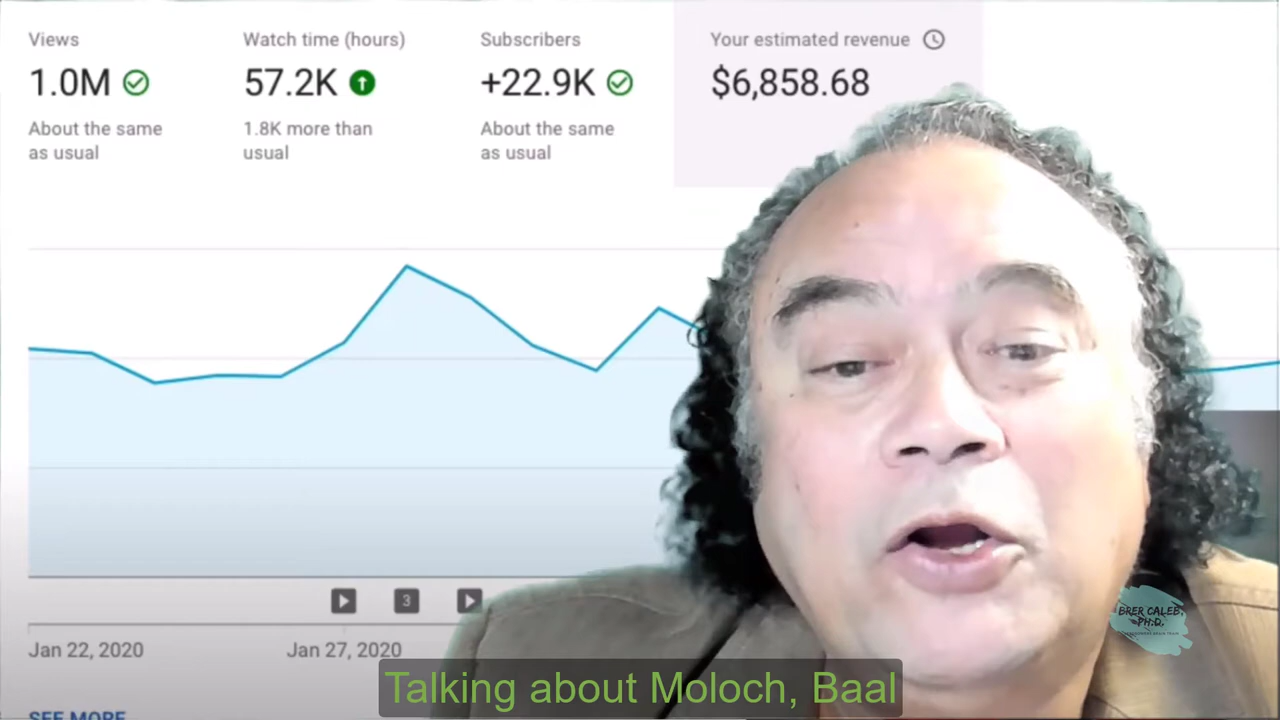 Views
Watch time (hours)
Subscribers
Your estimated revenue
1.0M
57.2K
+22.9K
$6,858.68
About the same
as usual
1.8K more than
usual
About the same
as usual
3
Jan 22, 2020
Jan 27, 2020
SEE MORE
BRER CALEB,
PH.D.
Talking about Moloch, Baal